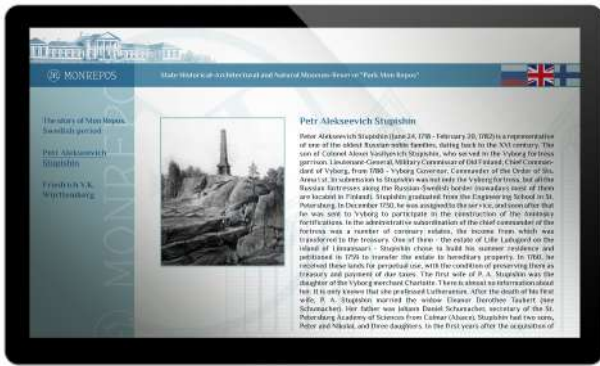 MONREPOS
State Historical-Architectural and Natural Museum-Reserve "Park Mon Repos"
The story of Mon Repos.
Swedish period
Petr Alekseevich
Stupishin
Friedrich V.K.
Wurttemberg
Petr Alekseevich Stupishin
Peter Alekseevich Stupishin (June 24, 1718 - February 20, 1782) is a representative
of one of the oldest Russian noble families, dating back to the XVI century. The
son of Colonel Alexey Vasilyevich Stupishin, who served in the Vyborg fortress
garrison. Lieutenant-General, Military Commissar of Old Finland, Chief Comman-
dant of Vyborg, from 1780 - Vyborg Governor, Commander of the Order of Sts.
Anna I st. In submission to Stupishin was not only the Vyborg fortress, but all the
Russian fortresses along the Russian-Swedish border (nowadays most of them
are located in Finland). Stupishin graduated from the Engineering School in St.
Petersburg. In December 1750, he was assigned to the service, and soon after that
he was sent to Vyborg to participate in the construction of the Anninsky
fortifications. In the administrative subordination of the chief commander of the
fortress was a number of coronary estates, the income from which was
transferred to the treasury. One of them - the estate of Lille Ladugord on the
island of Linnansaari - Stupishin chose to build his summer residence and
petitioned in 1759 to transfer the estate to hereditary property. In 1760, he
received these lands for perpetual use, with the condition of preserving them as
treasury and payment of due taxes. The first wife of P. A. Stupishin was the
daughter of the Vyborg merchant Charlotte. There is almost no information about
her. It is only known that she professed Lutheranism. After the death of his first
wife, P. A. Stupishin married the widow Eleanor Dorothee Taubert (nee
Schumacher). Her father was Johann Daniel Schumacher, secretary of the St.
Petersburg Academy of Sciences from Colmar (Alsace). Stupishin had two sons,
Peter and Nikolai, and three daughters. In the first years after the acquisition of